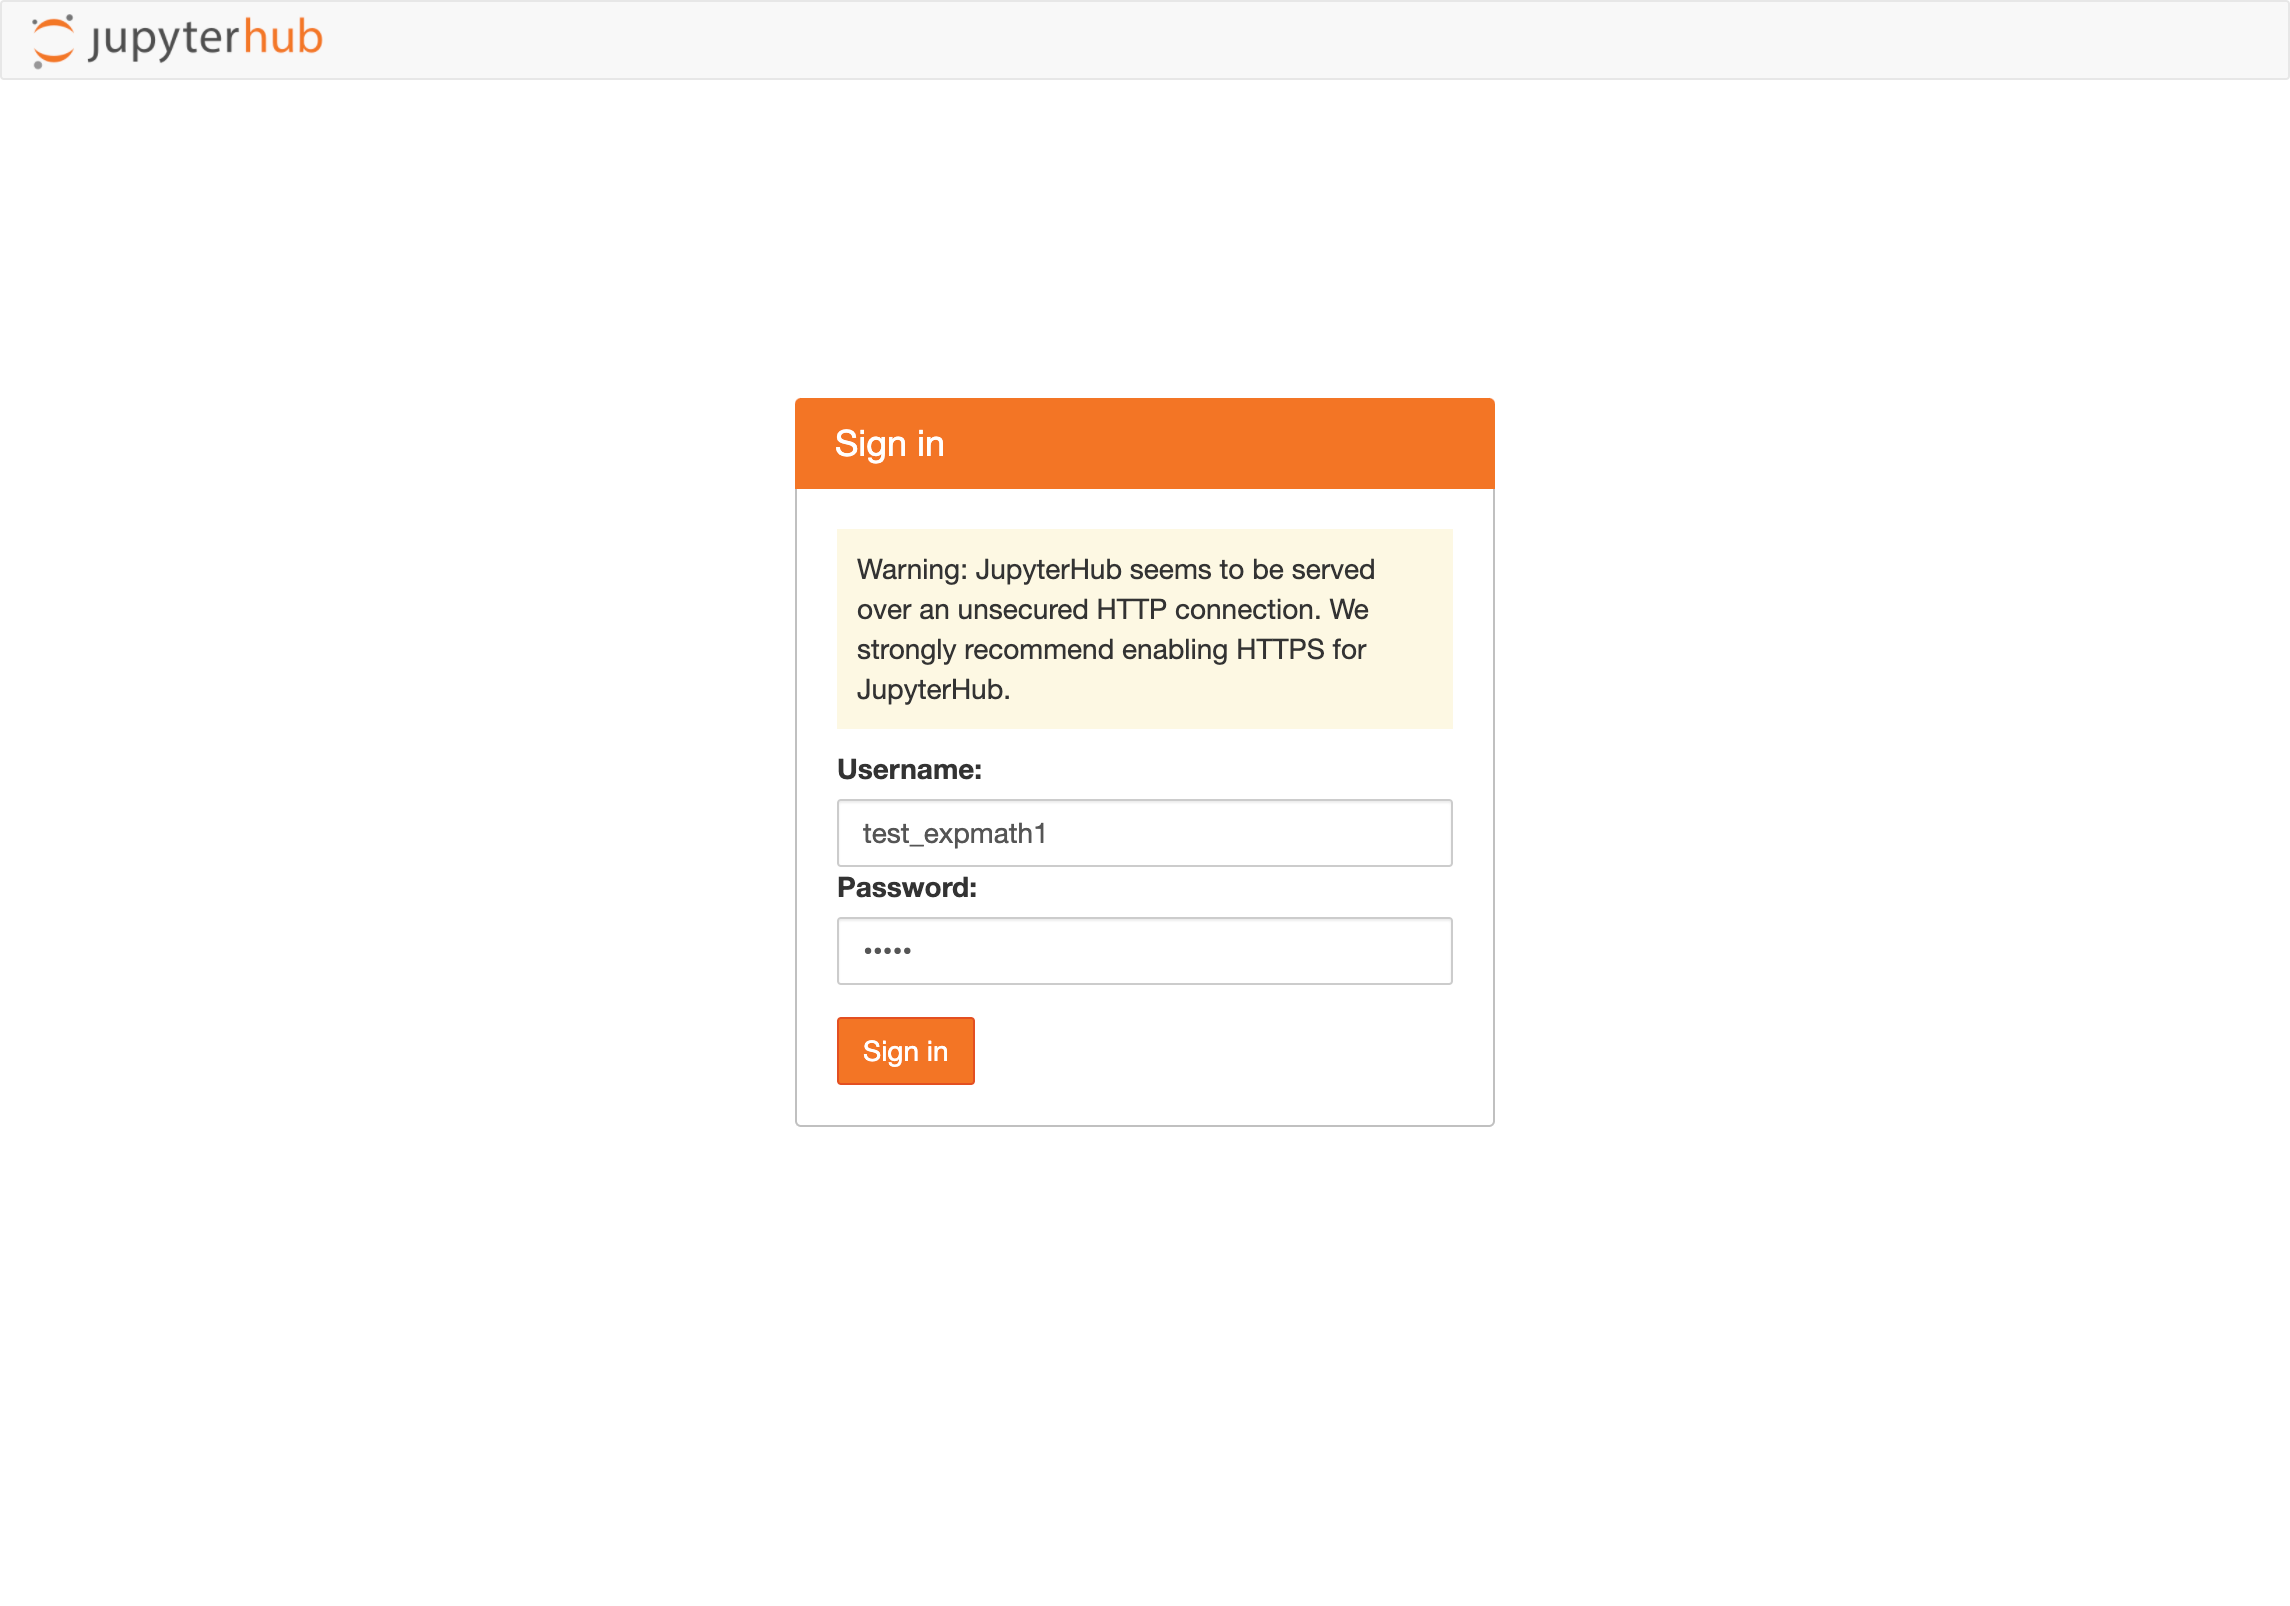 jupyterhub
Sign in
Warning: JupyterHub seems to be served
over an unsecured HTTP connection. We
strongly recommend enabling HTTPS for
JupyterHub.
Username:
test_expmath1
Password:
•••••
Sign in